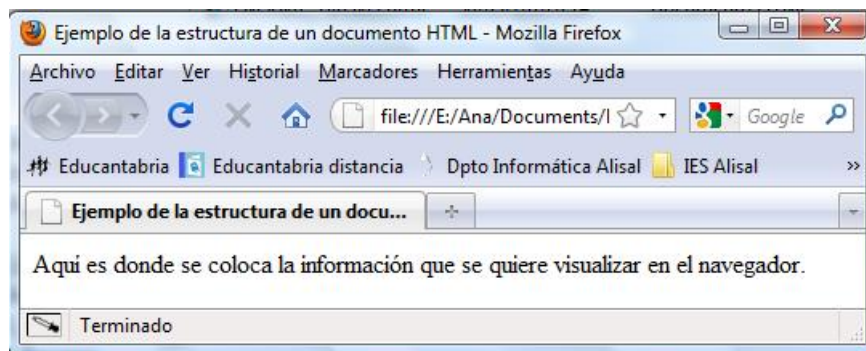 Ejemplo de la estructura de un documento HTML - Mozilla Firefox
Archivo Editar Ver Historial Marcadores Herramientas Ayuda
file:///E:/Ana/Documents/l Google
Educantabria Educantabria distancia Dpto Informática Alisal IES Alisal »
Ejemplo de la estructura de un docu...
Aquí es donde se coloca la información que se quiere visualizar en el navegador.
Terminado